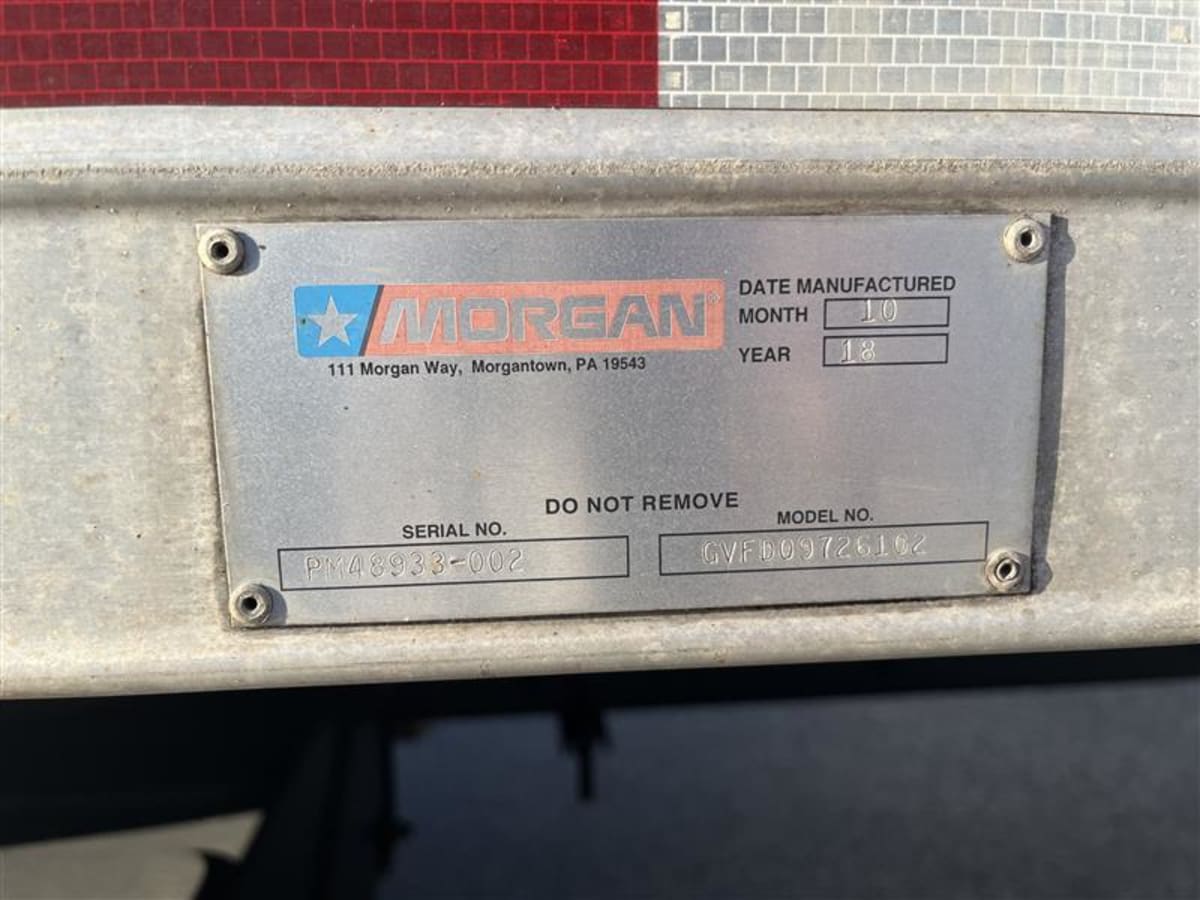 MORGAN®
111 Morgan Way, Morgantown, PA 19543
DATE MANUFACTURED
MONTH 10
YEAR 18
DO NOT REMOVE
SERIAL NO.
PM48933-002
MODEL NO.
GVFD09726102